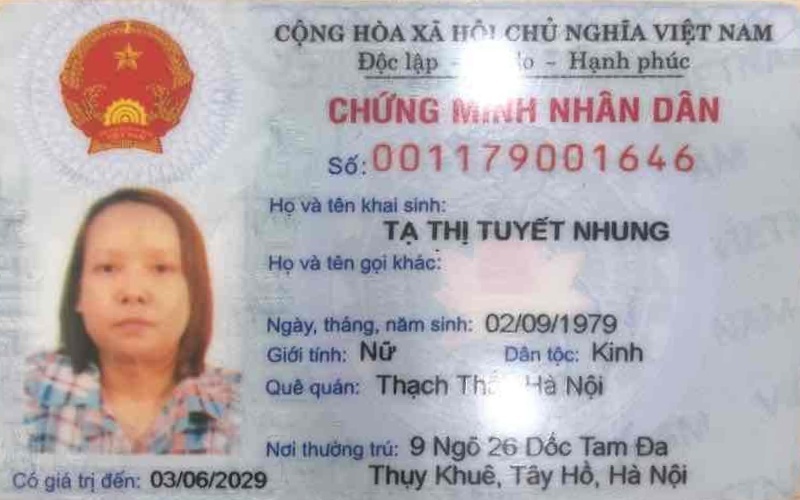 CỘNG HÒA XÃ HỘI CHỦ NGHĨA VIỆT NAM
Độc lập - do - Hạnh phúc
CHỨNG MINH NHÂN DÂN
Số: 001179001646
Họ và tên khai sinh:
TẠ THỊ TUYẾT NHUNG
Họ và tên gọi khác:
Ngày, tháng, năm sinh: 02/09/1979
Giới tính: Nữ Dân tộc: Kinh
Quê quán: Thạch Hà Nội
Nơi thường trú: 9 Ngõ 26 Dốc Tam Đa
Thụy Khuê, Tây Hồ, Hà Nội
Có giá trị đến: 03/06/2029